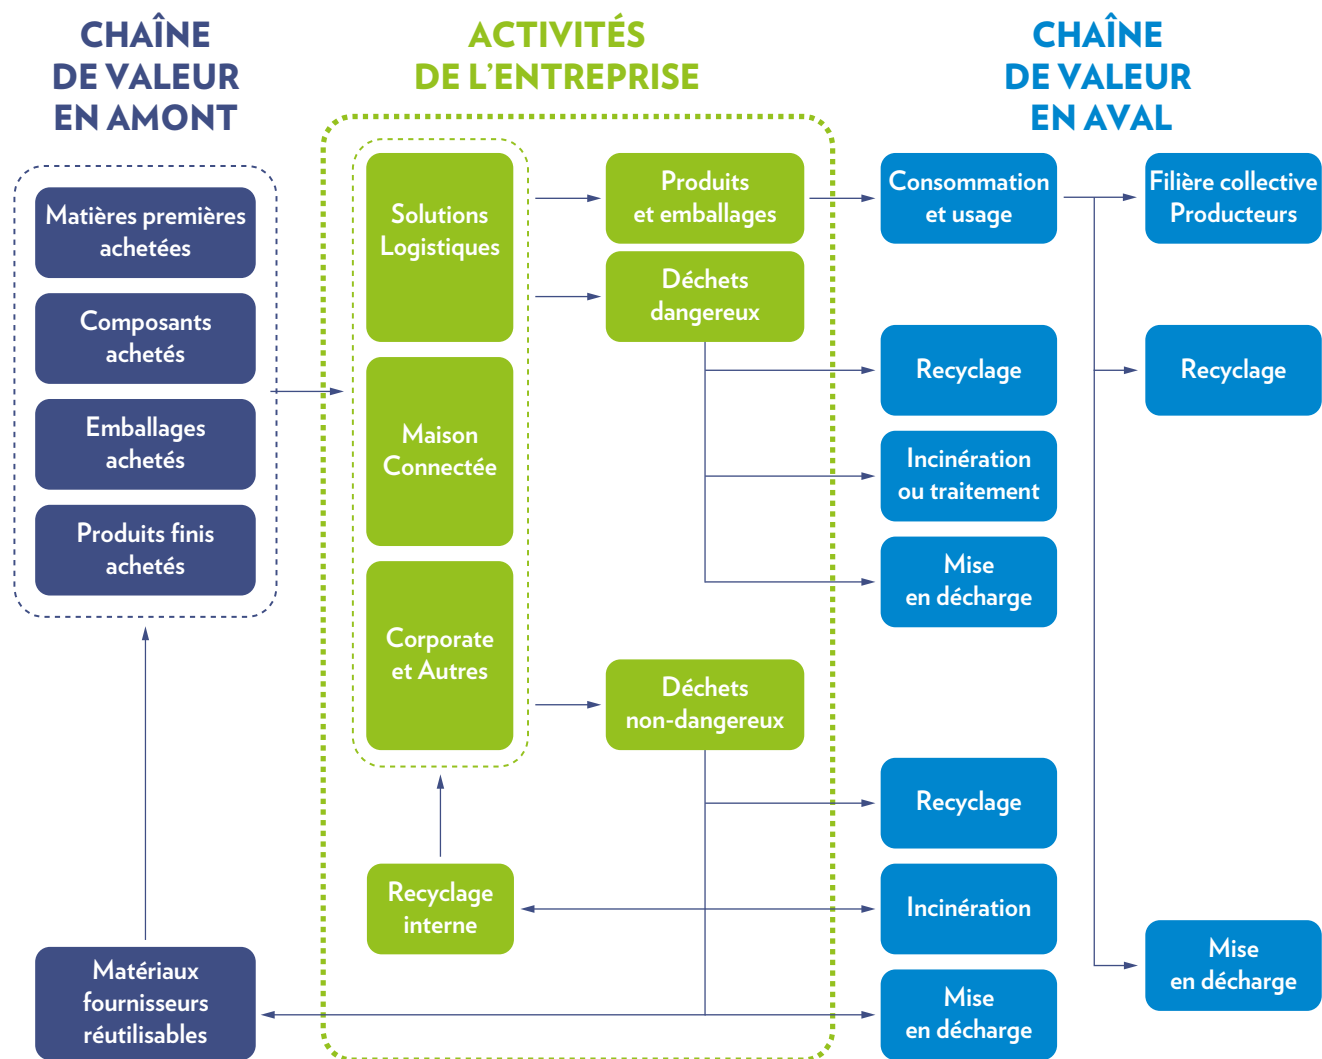 CHAÎNE
DE VALEUR
EN AMONT
Matières premières
achetées
Composants
achetés
Emballages
achetés
Produits finis
achetés
Matériaux
fournisseurs
réutilisables
ACTIVITÉS
DE L’ENTREPRISE
Solutions
Logistiques
Maison
Connectée
Corporate
et Autres
Recyclage
interne
Produits
et emballages
Déchets
dangereux
Déchets
non-dangereux
CHAÎNE
DE VALEUR
EN AVAL
Consommation
et usage
Recyclage
Incinération
ou traitement
Mise
en décharge
Recyclage
Incinération
Mise
en décharge
Filière collective
Producteurs
Recyclage
Mise
en décharge